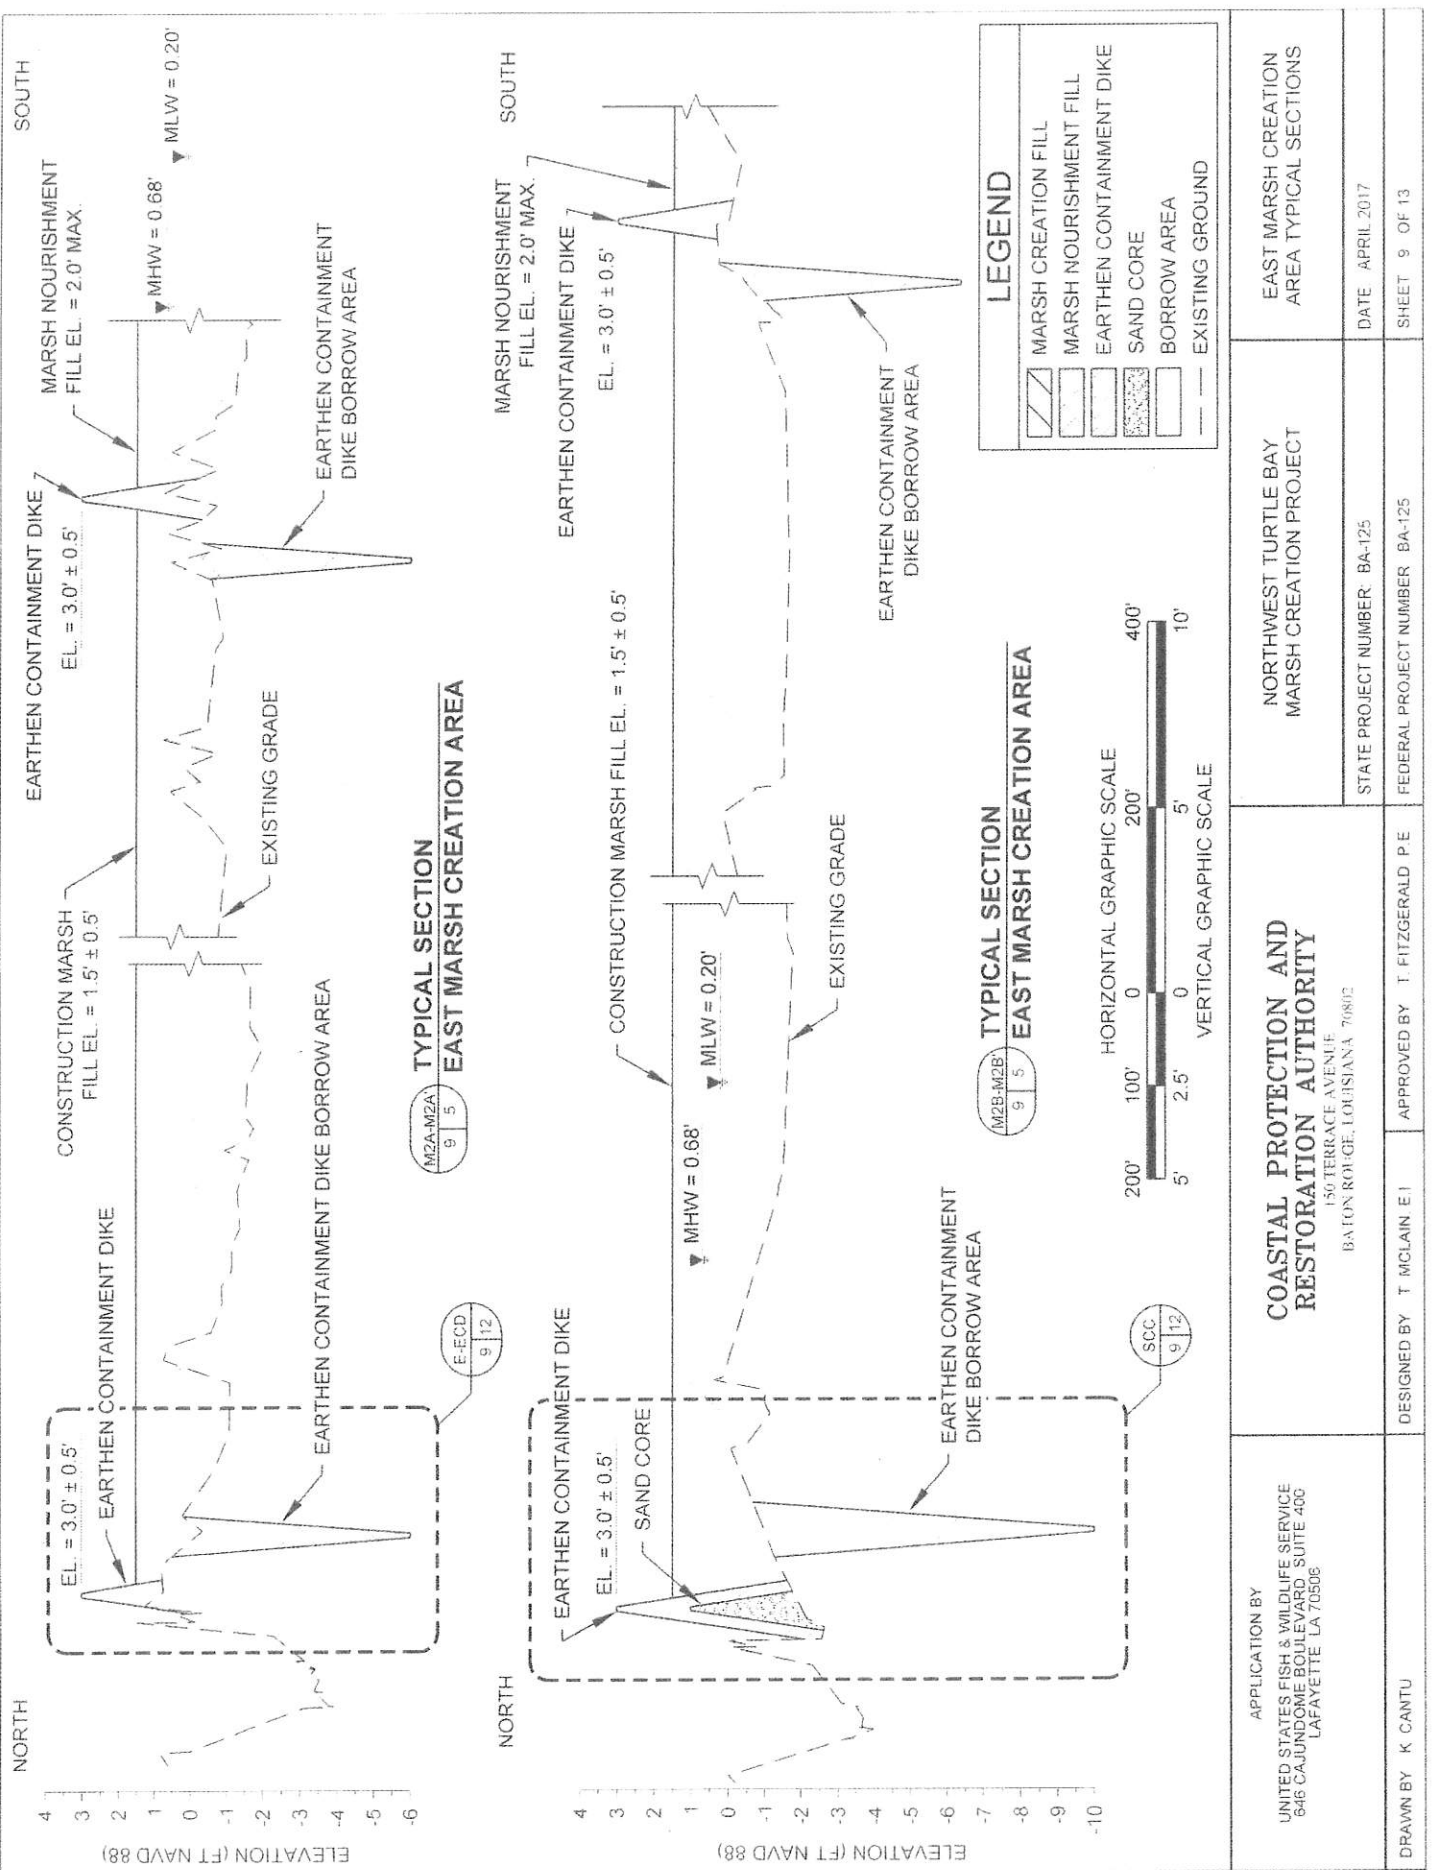 NORTH
SOUTH
EARTHEN CONTAINMENT DIKE
EL. = 3.0' ± 0.5'
MARSH NOURISHMENT
FILL EL. = 2.0' MAX.
MHW = 0.68'
MLW = 0.20'
CONSTRUCTION MARSH
FILL EL. = 1.5' ± 0.5'
EL. = 3.0' ± 0.5'
EARTHEN CONTAINMENT DIKE
ELEVATION (FT NAVD 88)
4
3
2
1
0
-1
-2
-3
-4
-5
-6
EARTHEN CONTAINMENT DIKE BORROW AREA
EXISTING GRADE
EARTHEN CONTAINMENT
DIKE BORROW AREA
E-ECD
9 12
M2A-M2A'
9 5
TYPICAL SECTION
EAST MARSH CREATION AREA
NORTH
SOUTH
EARTHEN CONTAINMENT DIKE
EL. = 3.0' ± 0.5'
SAND CORE
MHW = 0.68'
MLW = 0.20'
CONSTRUCTION MARSH FILL EL. = 1.5' ± 0.5'
MARSH NOURISHMENT
FILL EL. = 2.0' MAX.
EARTHEN CONTAINMENT DIKE
EL. = 3.0' ± 0.5'
ELEVATION (FT NAVD 88)
4
3
2
1
0
-1
-2
-3
-4
-5
-6
-7
-8
-9
-10
EARTHEN CONTAINMENT
DIKE BORROW AREA
EXISTING GRADE
EARTHEN CONTAINMENT
DIKE BORROW AREA
SCC
9 12
M2B-M2B'
9 5
TYPICAL SECTION
EAST MARSH CREATION AREA
HORIZONTAL GRAPHIC SCALE
200' 100' 0 200' 400'
5' 2.5' 0 5' 10'
VERTICAL GRAPHIC SCALE
LEGEND
MARSH CREATION FILL
MARSH NOURISHMENT FILL
EARTHEN CONTAINMENT DIKE
SAND CORE
BORROW AREA
EXISTING GROUND
APPLICATION BY
UNITED STATES FISH & WILDLIFE SERVICE
646 CAJUNDOME BOULEVARD SUITE 400
LAFAYETTE LA 70506
COASTAL PROTECTION AND
RESTORATION AUTHORITY
150 TERRACE AVENUE
BATON ROUGE, LOUISIANA 70802
NORTHWEST TURTLE BAY
MARSH CREATION PROJECT
EAST MARSH CREATION
AREA TYPICAL SECTIONS
STATE PROJECT NUMBER: BA-125
DATE APRIL 2017
DRAWN BY K CANTU
DESIGNED BY T MCLAIN E.I
APPROVED BY T. FITZGERALD P.E
FEDERAL PROJECT NUMBER BA-125
SHEET 9 OF 13